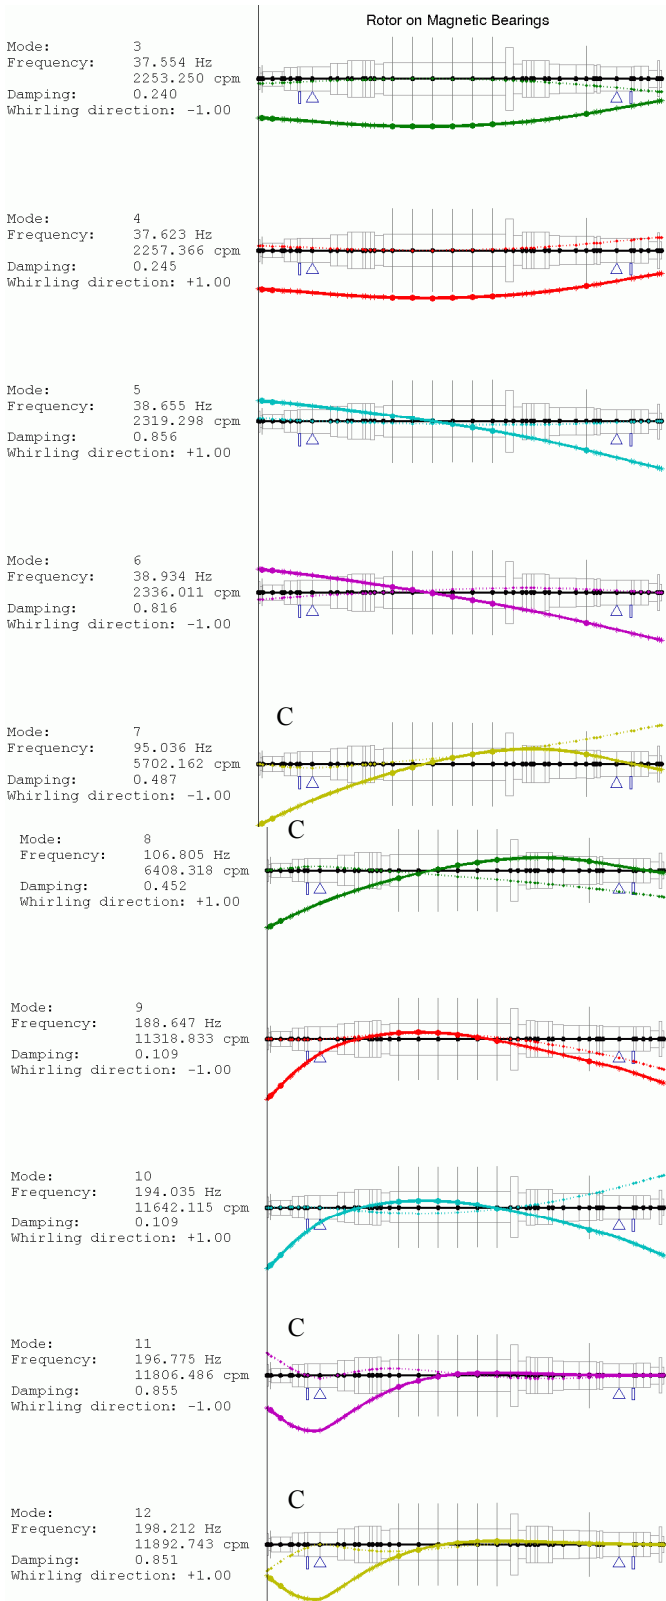 Rotor on Magnetic Bearings
Mode: 3
Frequency: 37.554 Hz
2253.250 cpm
Damping: 0.240
Whirling direction: -1.00
Mode: 4
Frequency: 37.623 Hz
2257.366 cpm
Damping: 0.245
Whirling direction: +1.00
Mode: 5
Frequency: 38.655 Hz
2319.298 cpm
Damping: 0.856
Whirling direction: +1.00
Mode: 6
Frequency: 38.934 Hz
2336.011 cpm
Damping: 0.816
Whirling direction: -1.00
C
Mode: 7
Frequency: 95.036 Hz
5702.162 cpm
Damping: 0.487
Whirling direction: -1.00
C
Mode: 8
Frequency: 106.805 Hz
6408.318 cpm
Damping: 0.452
Whirling direction: +1.00
Mode: 9
Frequency: 188.647 Hz
11318.833 cpm
Damping: 0.109
Whirling direction: -1.00
Mode: 10
Frequency: 194.035 Hz
11642.115 cpm
Damping: 0.109
Whirling direction: +1.00
C
Mode: 11
Frequency: 196.775 Hz
11806.486 cpm
Damping: 0.855
Whirling direction: -1.00
C
Mode: 12
Frequency: 198.212 Hz
11892.743 cpm
Damping: 0.851
Whirling direction: +1.00